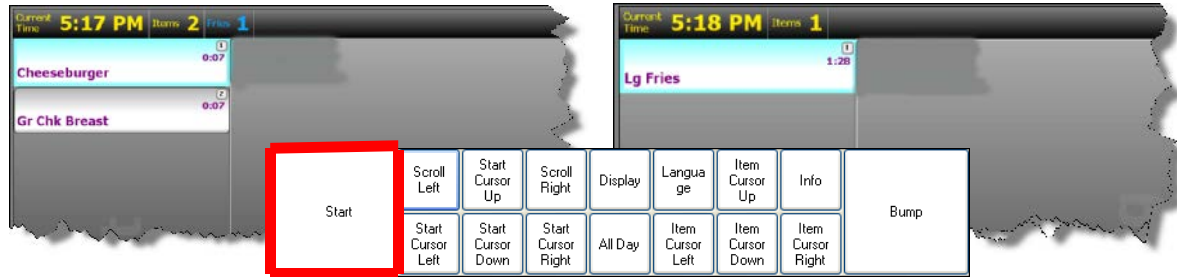 Current Time 5:17 PM Items 2 Fries 1
1
0:07
Cheeseburger
2
0:07
Gr Chk Breast
Current Time 5:18 PM Items 1
1
1:28
Lg Fries
Start
Scroll Left
Start Cursor Up
Scroll Right
Display
Langua ge
Item Cursor Up
Info
Bump
Start Cursor Left
Start Cursor Down
Start Cursor Right
All Day
Item Cursor Left
Item Cursor Down
Item Cursor Right